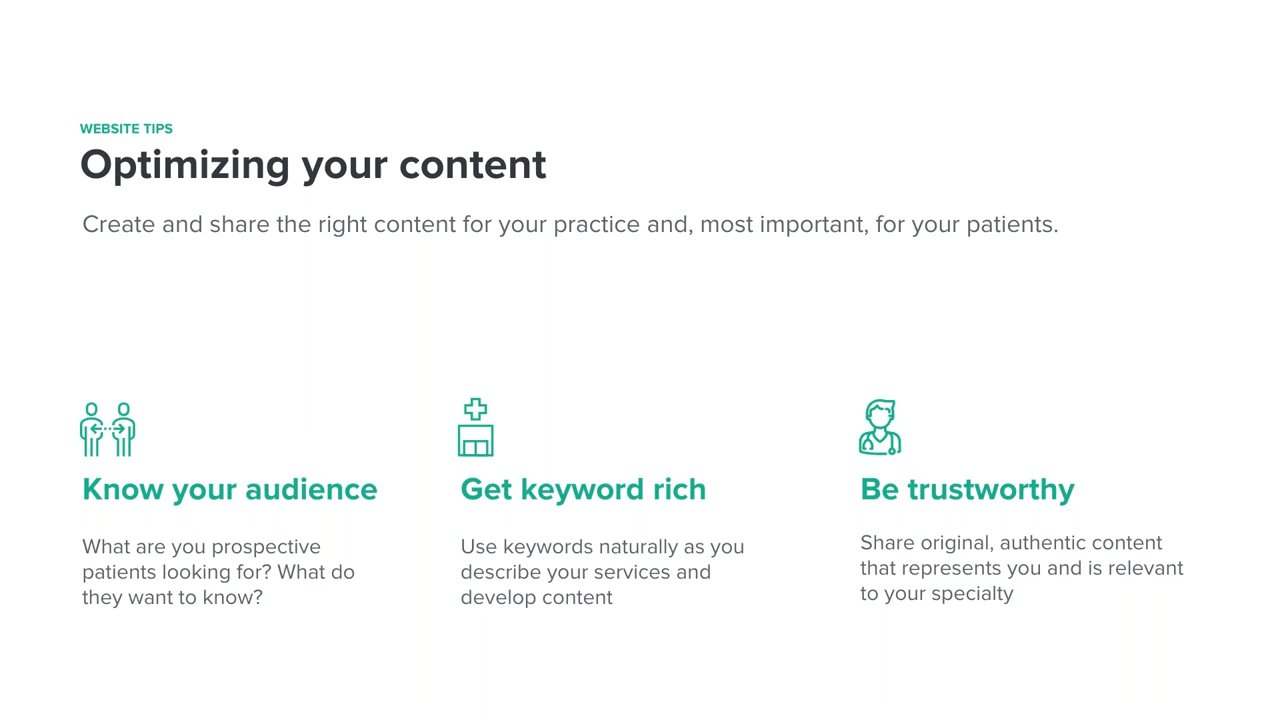 WEBSITE TIPS
Optimizing your content
Create and share the right content for your practice and, most important, for your patients.
Know your audience
What are you prospective
patients looking for? What do
they want to know?
Get keyword rich
Use keywords naturally as you
describe your services and
develop content
Be trustworthy
Share original, authentic content
that represents you and is relevant
to your specialty